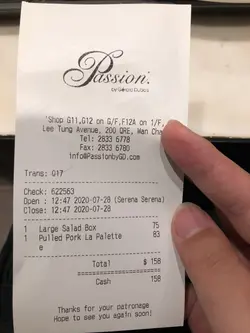 Passion.
by Gérard Dubois
Shop G11,G12 on G/F,F12A on 1/F,
Lee Tung Avenue, 200 QRE, Wan Cha
Tel: 2833 6778
Fax: 2833 6780
info@PassionbyGD.com
Trans: 017
Check: 622563
Open : 12:47 2020-07-28 (Serena Serena)
Close: 12:47 2020-07-28
1 Large Salad Box 75
1 Pulled Pork La Palette 83
e
Total $ 158
Cash 158
Thanks for your patronage
Hope to see you again soon!